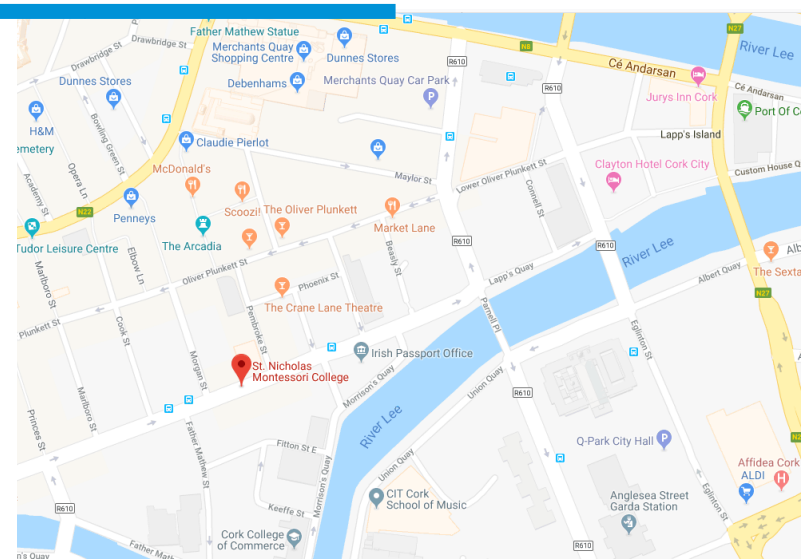 Father Mathew Statue
Drawbridge St
Drawbridge St
Merchants Quay
Shopping Centre
Dunnes Stores
N8
N27
River Lee
R610
Cé Andarsan
Cé Andarsan
Dunnes Stores
Debenhams
Merchants Quay Car Park
R610
Jurys Inn Cork
Port Of C
H&M
Bowling Green St
Claudie Pierlot
Lapp's Island
emetery
McDonald's
Maylor St
Lower Oliver Plunkett St
Clayton Hotel Cork City
Custom House Q
Academy St
Opera Ln
Connell St
N22
Penneys
Scoozi!
The Oliver Plunkett
Market Lane
Tudor Leisure Centre
The Arcadia
R610
R610
River Lee
Alb
Marlboro St
Elbow Ln
Beasly St
Oliver Plunkett St
Phoenix St
Lapp's Quay
Albert Quay
The Sexta
N27
Plunkett St
Cook St
Pembroke St
The Crane Lane Theatre
Parnell Pl
Eglinton St
Morgan St
Irish Passport Office
St. Nicholas
Montessori College
Marlboro St
Morrison's Quay
Union Quay
R610
Princes St
Father Mathew St
River Lee
Fitton St E
Q-Park City Hall
N2
Union Quay
Affidea Cork
ALDI
Morrison's Quay
CIT Cork
School of Music
Anglesea Street
Garda Station
Eglinton St
R610
Keeffe St
Cork College
of Commerce
R610
n's Quay
Father Math